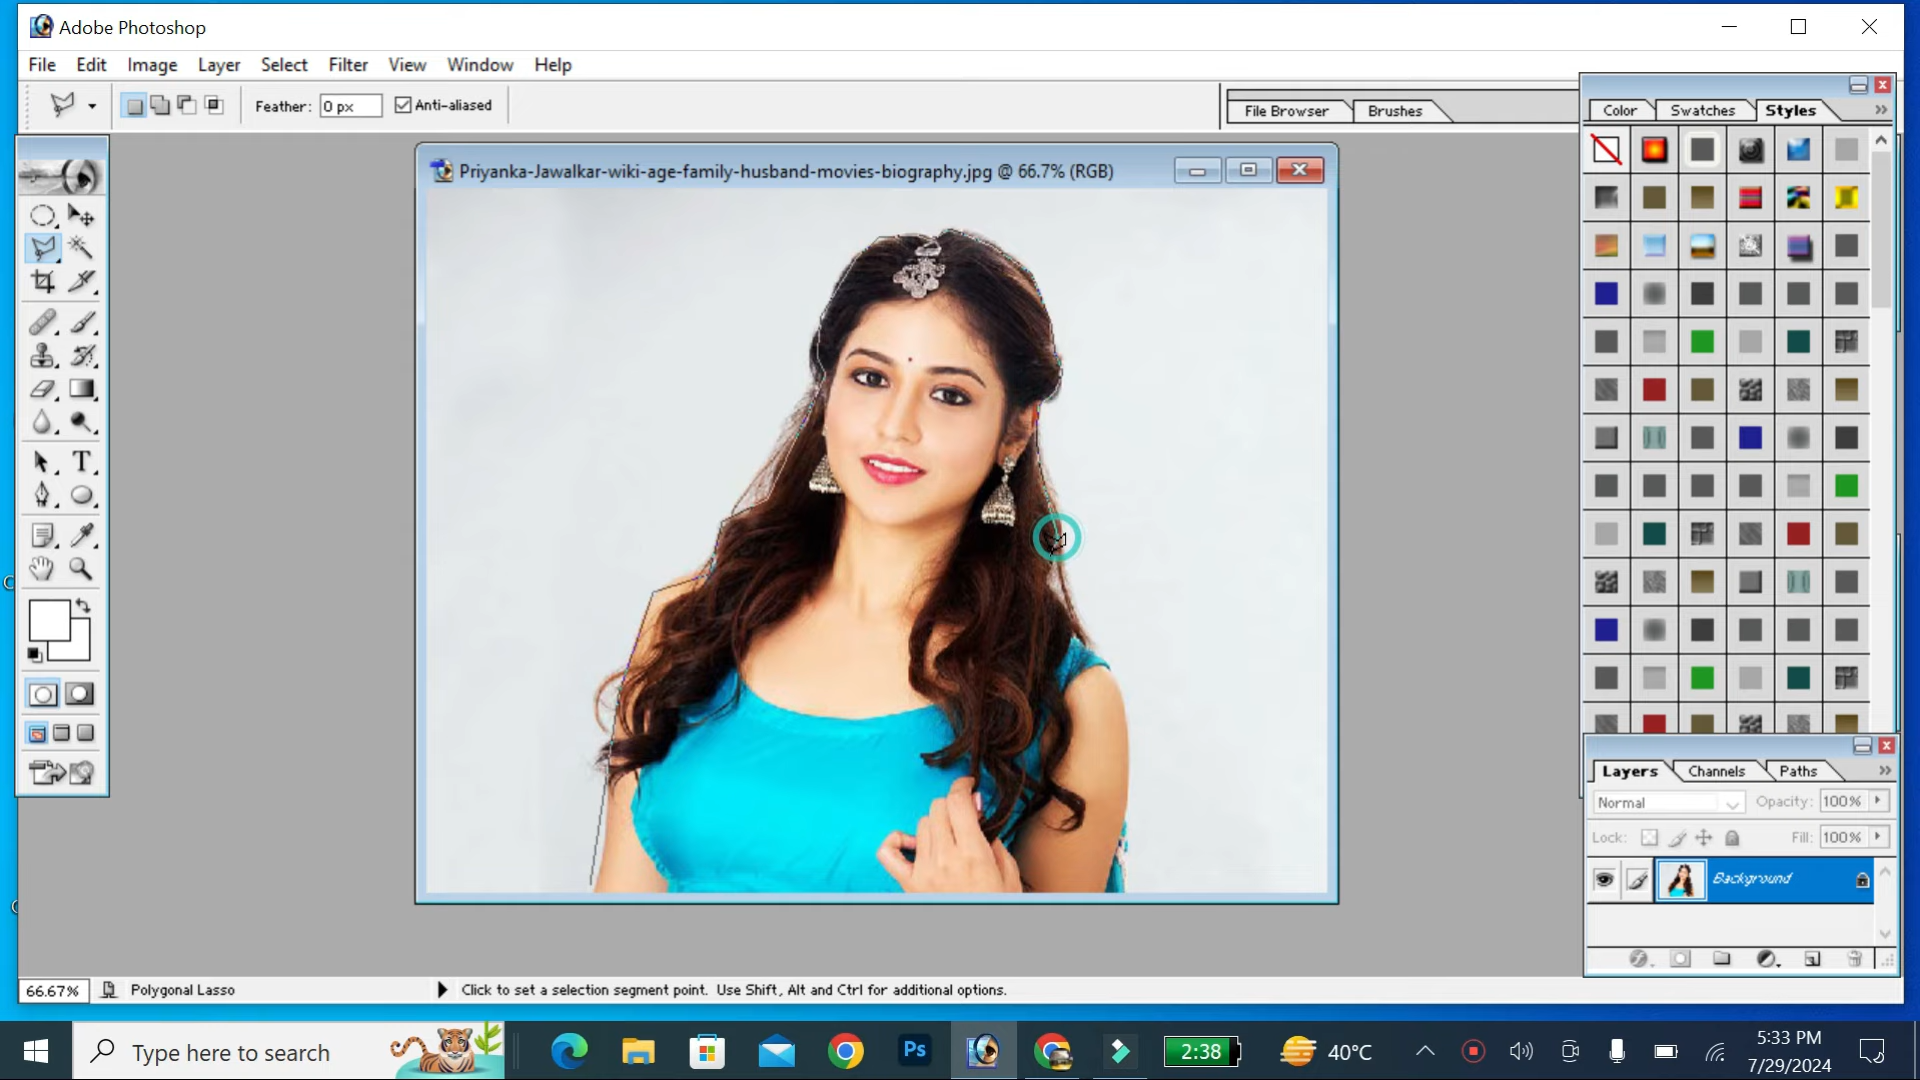 Adobe Photoshop
File Edit Image Layer Select Filter View Window Help
Feather: 0 px Anti-aliased
File Browser Brushes
Color Swatches Styles
Priyanka-Jawalkar-wiki-age-family-husband-movies-biography.jpg @ 66.7% (RGB)
T
Layers Channels Paths
Normal Opacity: 100%
Lock: Fill: 100%
Background
66.67% Polygonal Lasso Click to set a selection segment point. Use Shift, Alt and Ctrl for additional options.
Type here to search
Ps
2:38
40°C
5:33 PM
7/29/2024